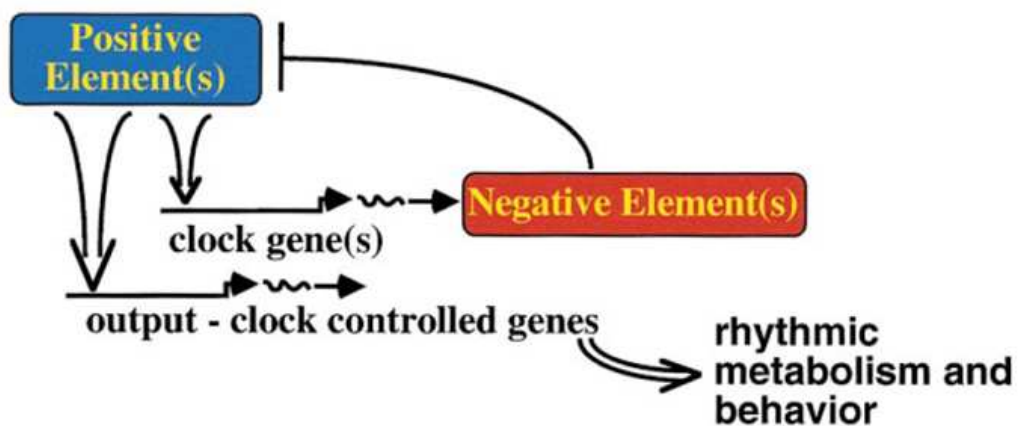 Positive
Element(s)
Negative Element(s)
clock gene(s)
output - clock controlled genes
rhythmic
metabolism and
behavior